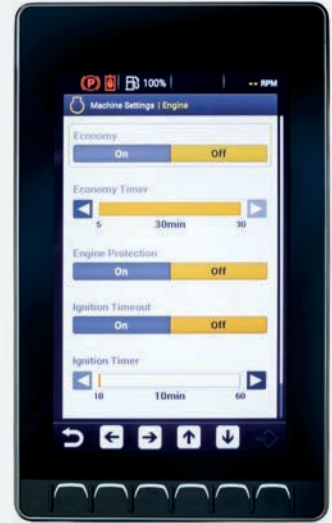 P 100% -- RPM
Machine Settings | Engine
Economy
On Off
Economy Timer
5 30min 30
Engine Protection
On Off
Ignition Timeout
On Off
Ignition Timer
10 10min 60